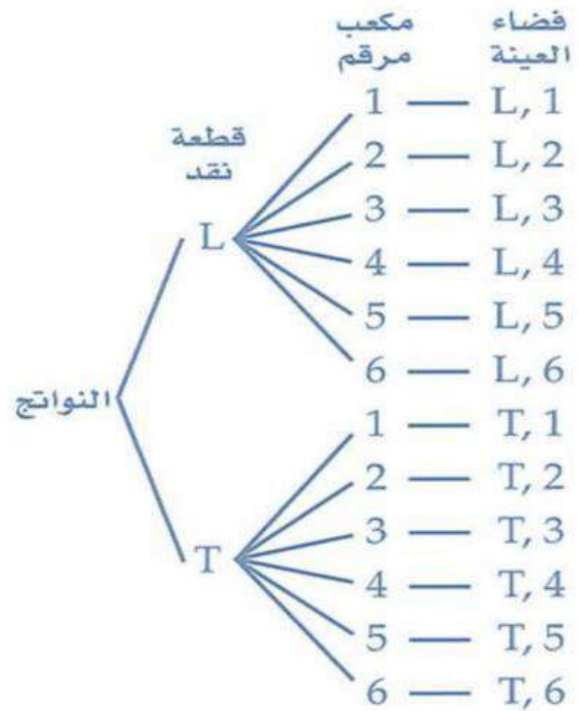 فضاء العينة
مكعب مرقم
قطعة نقد
النواتج
L
1 — L, 1
2 — L, 2
3 — L, 3
4 — L, 4
5 — L, 5
6 — L, 6
T
1 — T, 1
2 — T, 2
3 — T, 3
4 — T, 4
5 — T, 5
6 — T, 6